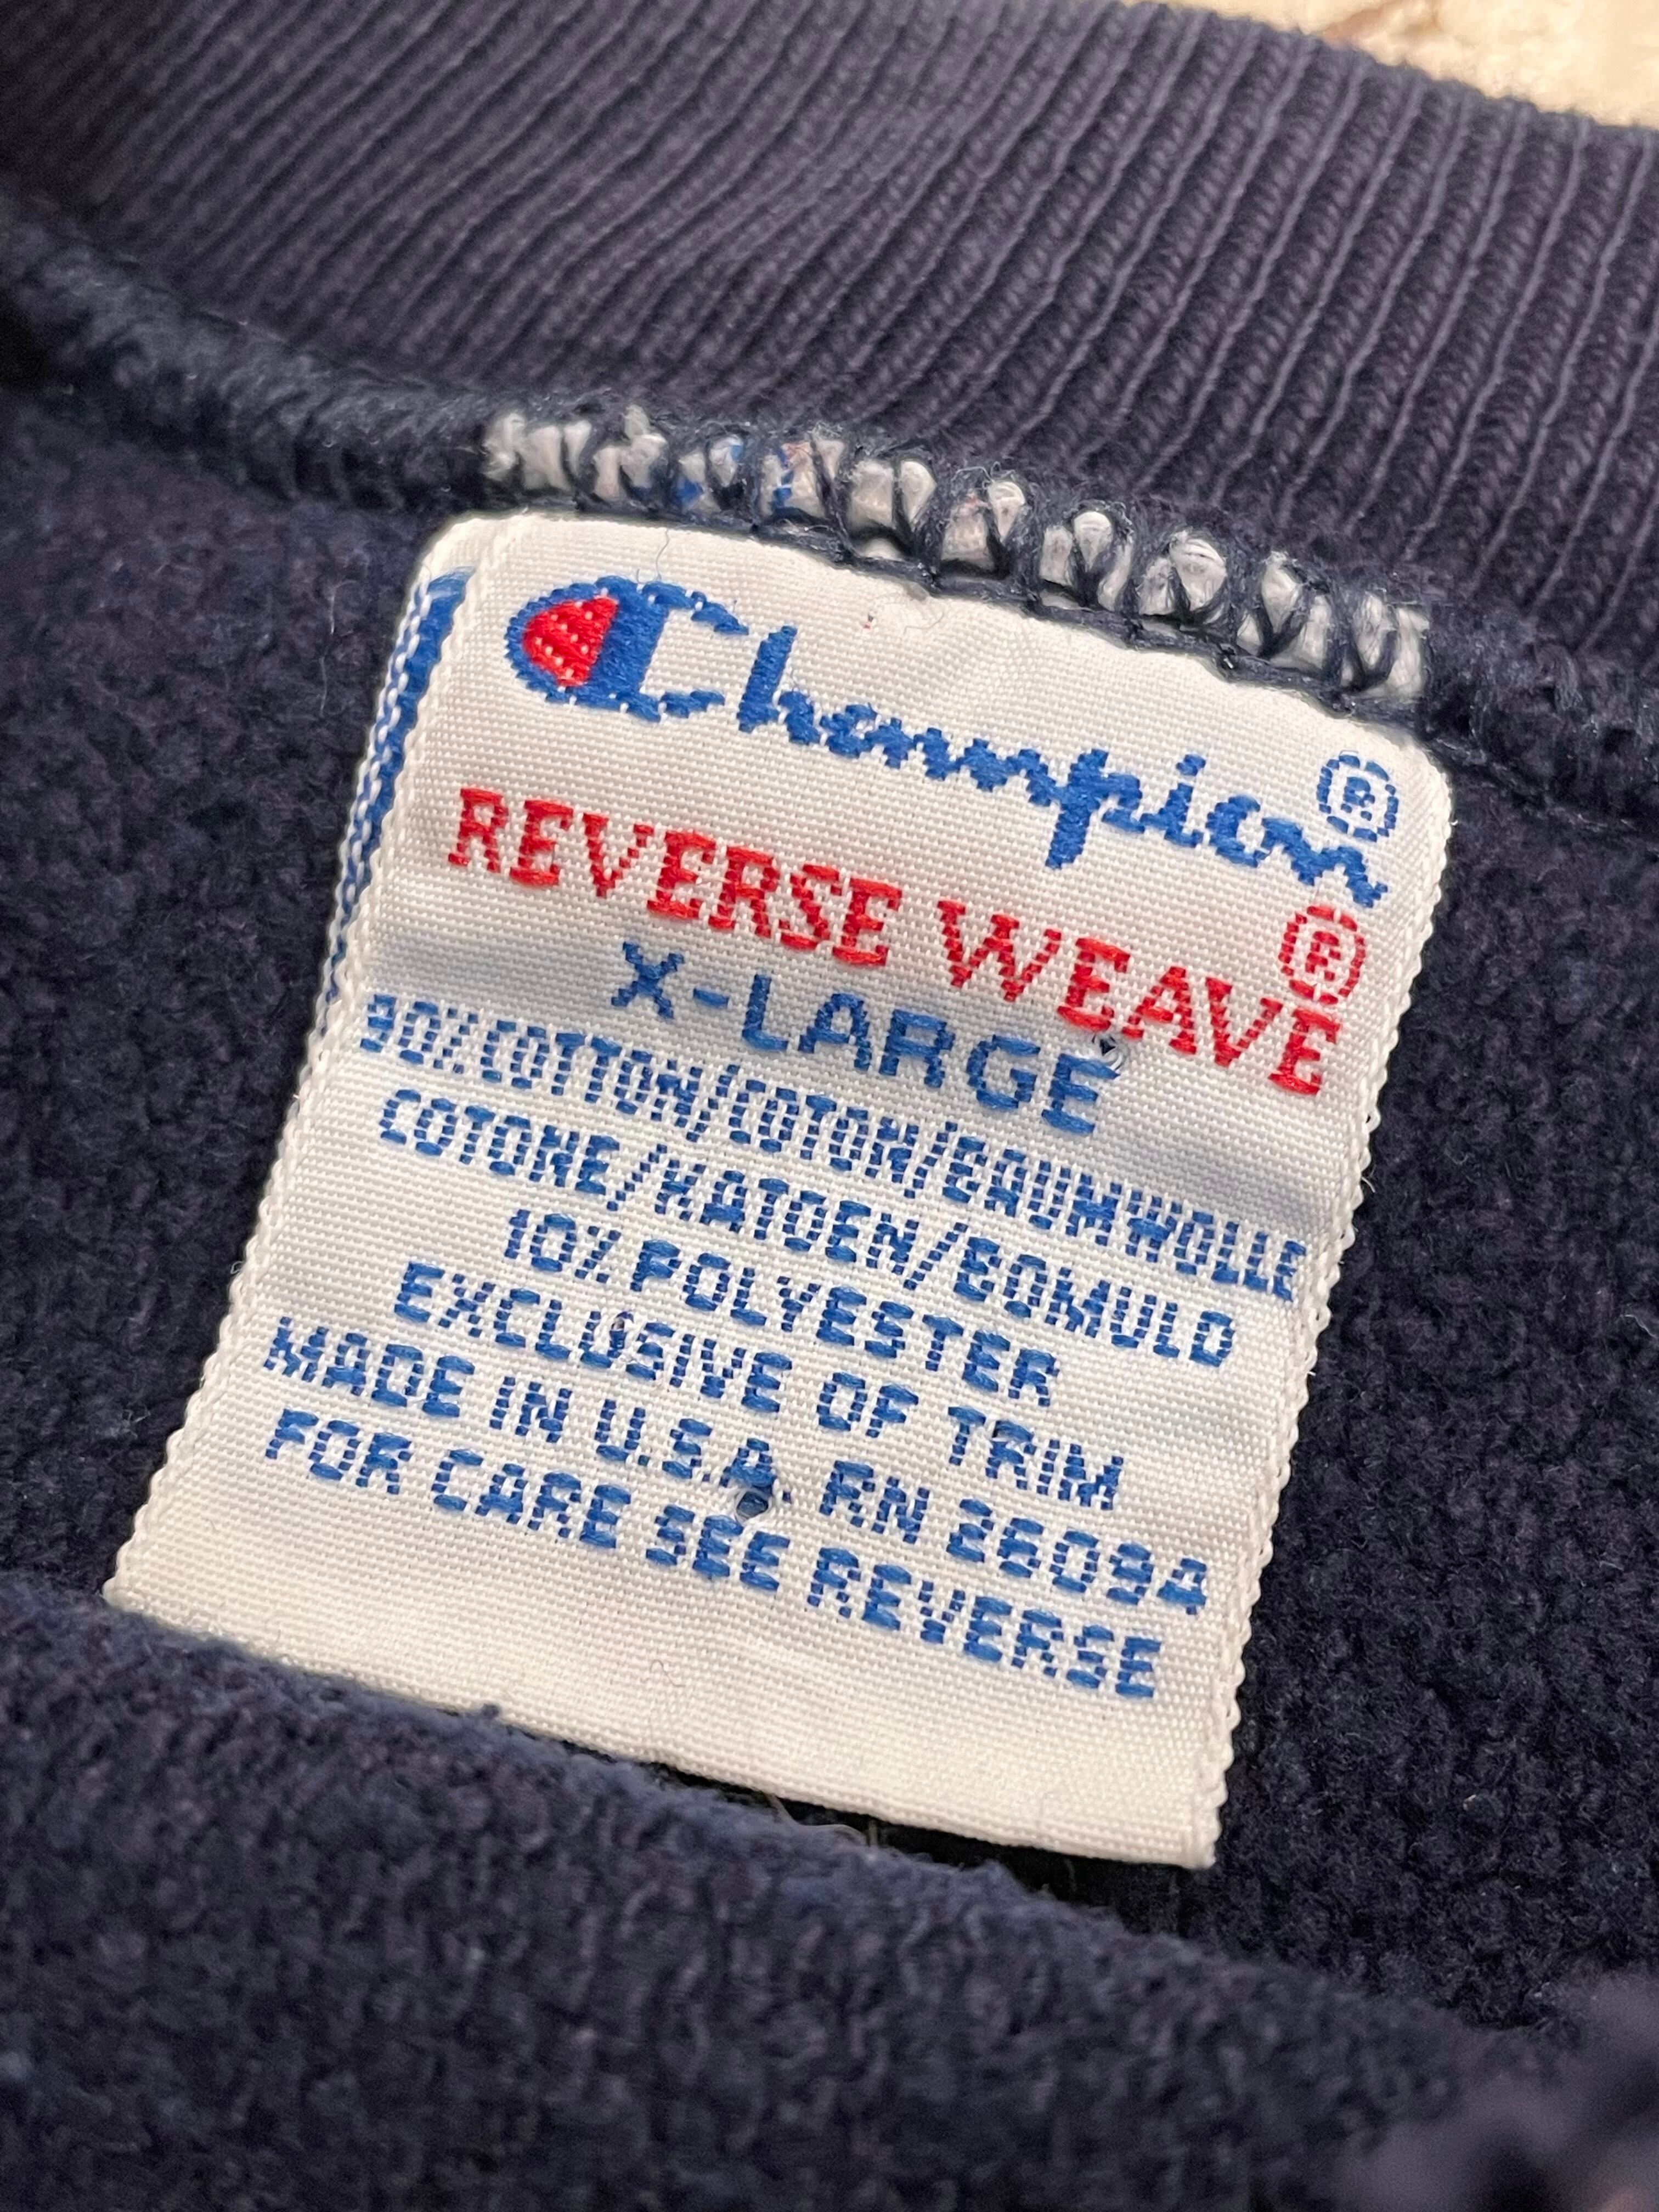 Champion®
REVERSE WEAVE®
X-LARGE
90% COTTON/COTON/BAUMWOLLE
COTONE/KATOEN/BOMULD
10% POLYESTER
EXCLUSIVE OF TRIM
MADE IN U.S.A. RN 26094
FOR CARE SEE REVERSE